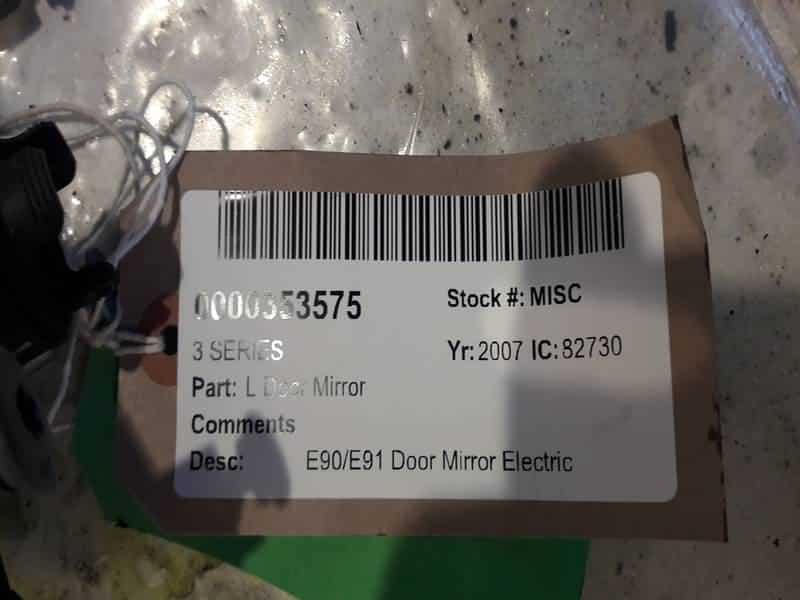 0000353575
Stock #: MISC
3 SERIES
Yr: 2007 IC: 82730
Part: L Door Mirror
Comments
Desc: E90/E91 Door Mirror Electric